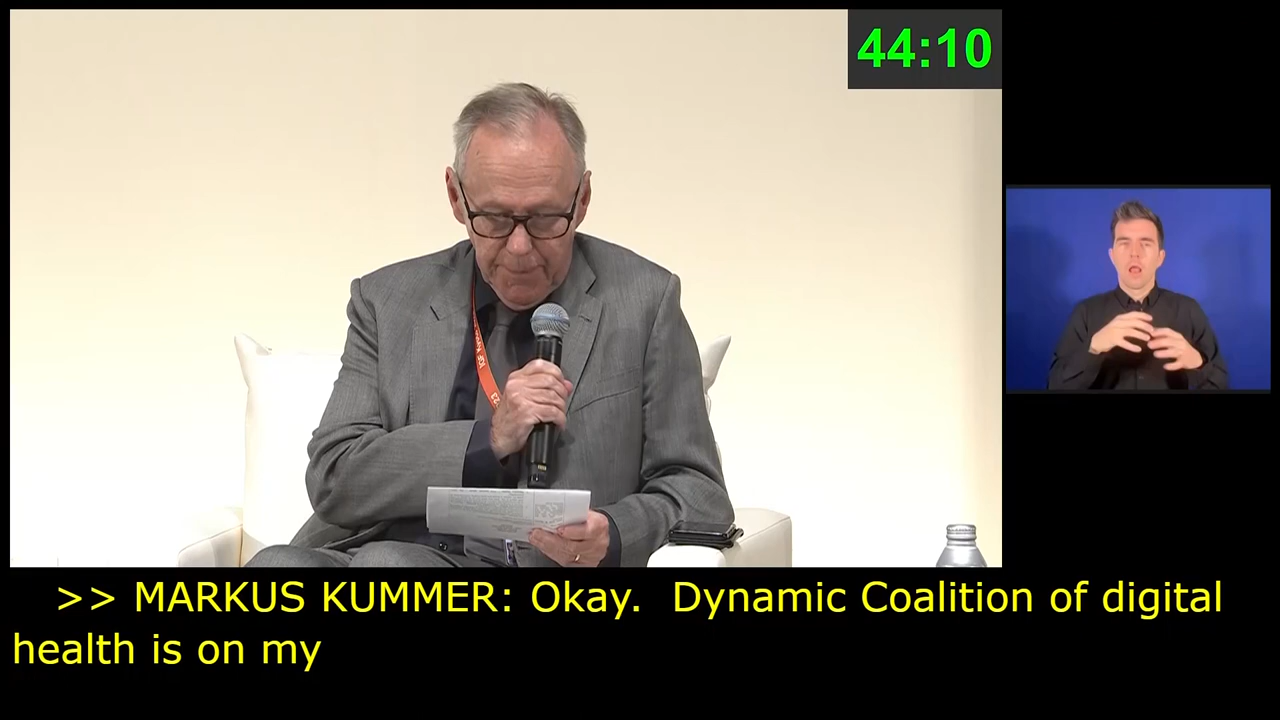 44:10
>> MARKUS KUMMER: Okay.  Dynamic Coalition of digital
health is on my